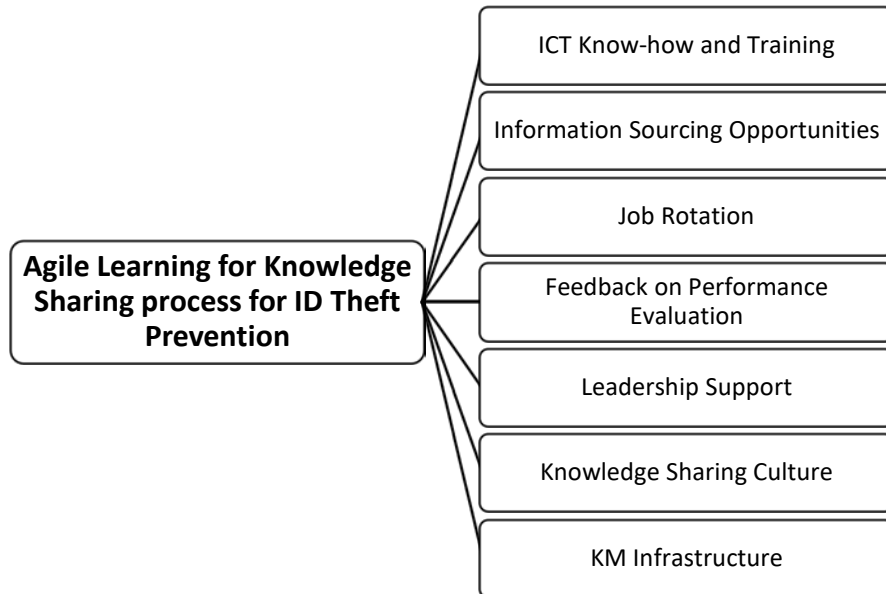 ICT Know-how and Training
Information Sourcing Opportunities
Job Rotation
Agile Learning for Knowledge
Sharing process for ID Theft
Prevention
Feedback on Performance
Evaluation
Leadership Support
Knowledge Sharing Culture
KM Infrastructure